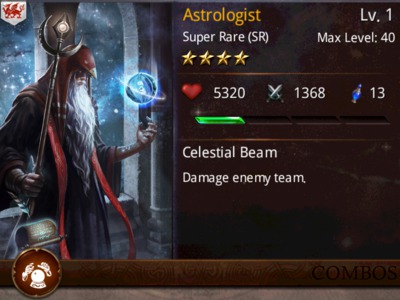 Astrologist
Lv. 1
Super Rare (SR)
Max Level: 40
5320
1368
13
Celestial Beam
Damage enemy team.
COMBOS